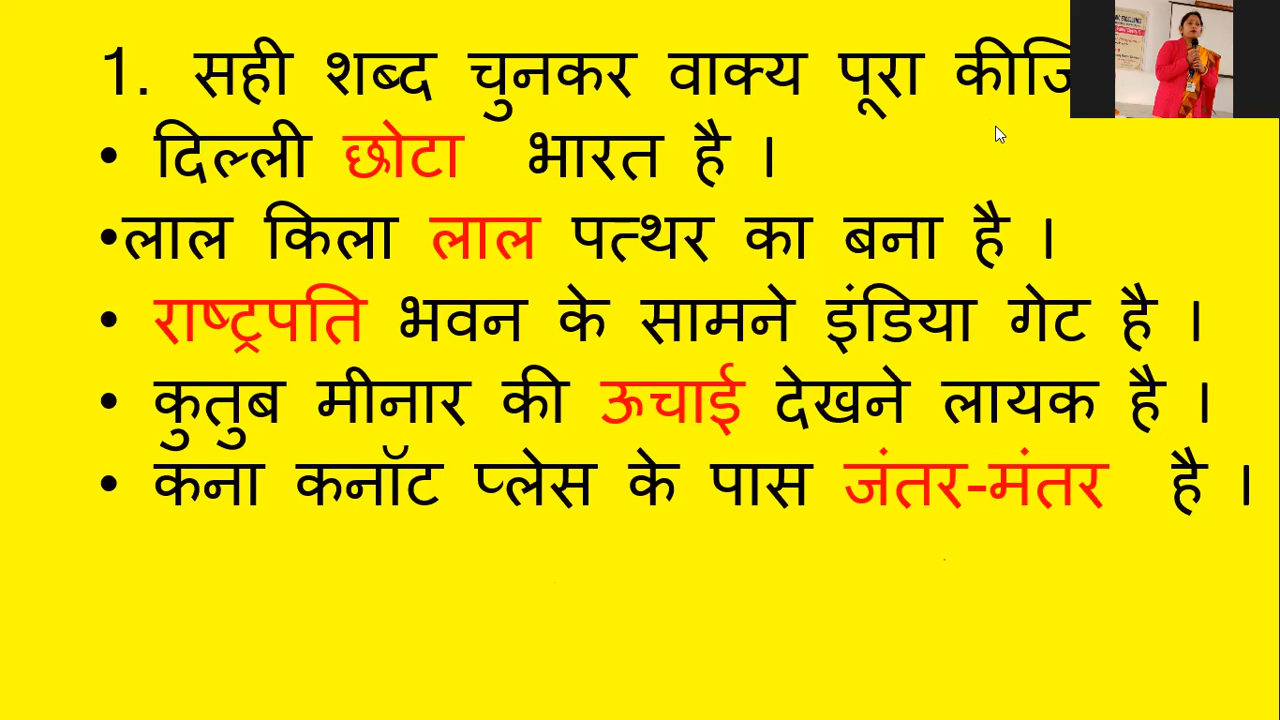 1. सही शब्द चुनकर वाक्य पूरा
• दिल्ली छोटा भारत है ।
•लाल किला लाल पत्थर का बना है ।
• राष्ट्रपति भवन के सामने इंडिया गेट है ।
• कुतुब मीनार की ऊचाई देखने लायक है ।
• कना कनॉट प्लेस के पास जंतर-मंतर है ।